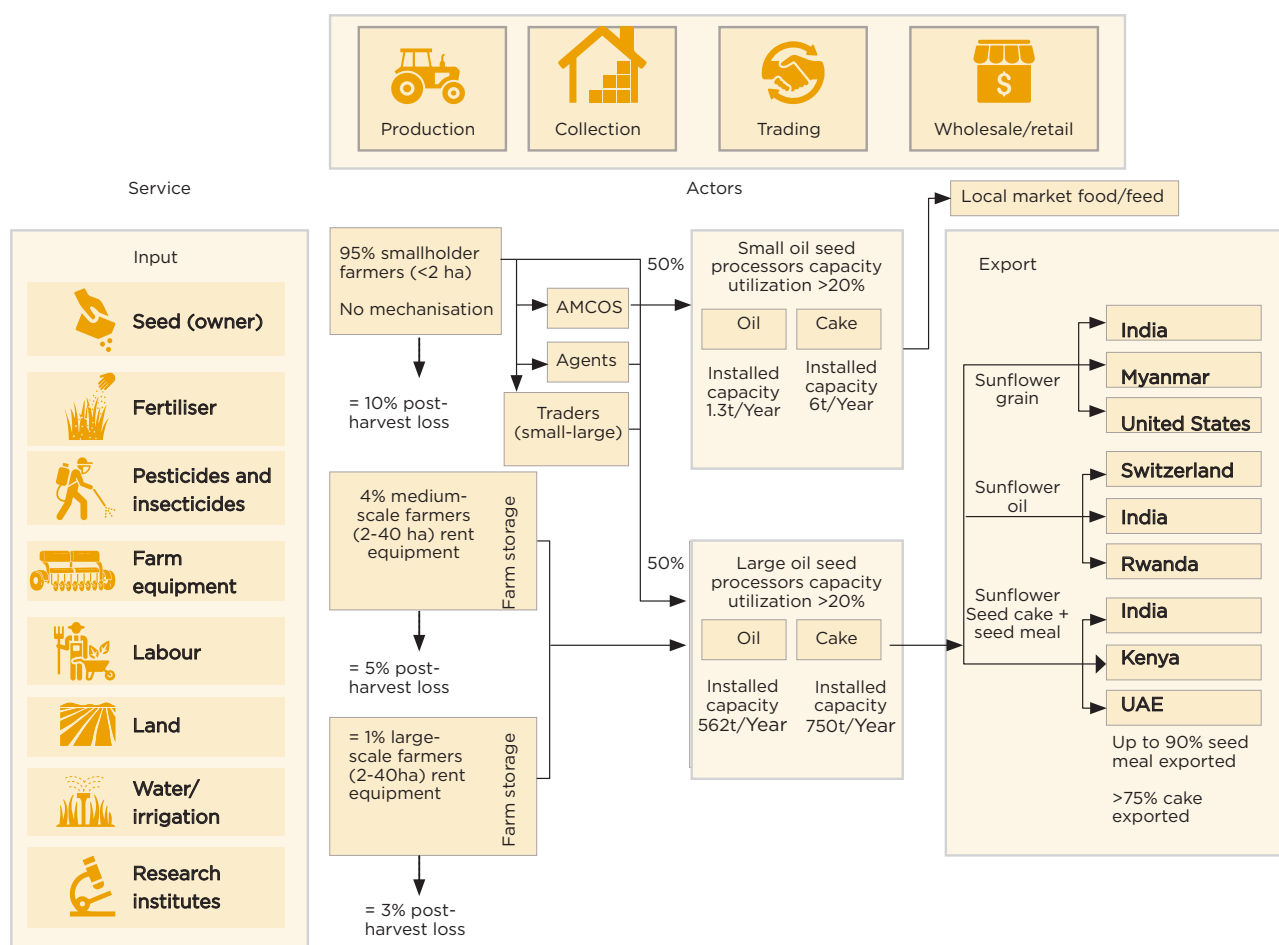 Production
Collection
Trading
Wholesale/retail
$
Service
Actors
Input
Seed (owner)
Fertiliser
Pesticides and
insecticides
Farm
equipment
Labour
Land
Water/
irrigation
Research
institutes
95% smallholder
farmers (<2 ha)
No mechanisation
= 10% post-
harvest loss
AMCOS
Agents
Traders
(small-large)
4% medium-
scale farmers
(2-40 ha) rent
equipment
Farm storage
= 5% post-
harvest loss
= 1% large-
scale farmers
(2-40ha) rent
equipment
Farm storage
= 3% post-
harvest loss
50%
Small oil seed
processors capacity
utilization >20%
Oil
Cake
Installed
capacity
1.3t/Year
Installed
capacity
6t/Year
50%
Large oil seed
processors capacity
utilization >20%
Oil
Cake
Installed
capacity
562t/Year
Installed
capacity
750t/Year
Local market food/feed
Export
Sunflower
grain
India
Myanmar
United States
Sunflower
oil
Switzerland
India
Rwanda
Sunflower
Seed cake +
seed meal
India
Kenya
UAE
Up to 90% seed
meal exported
>75% cake
exported